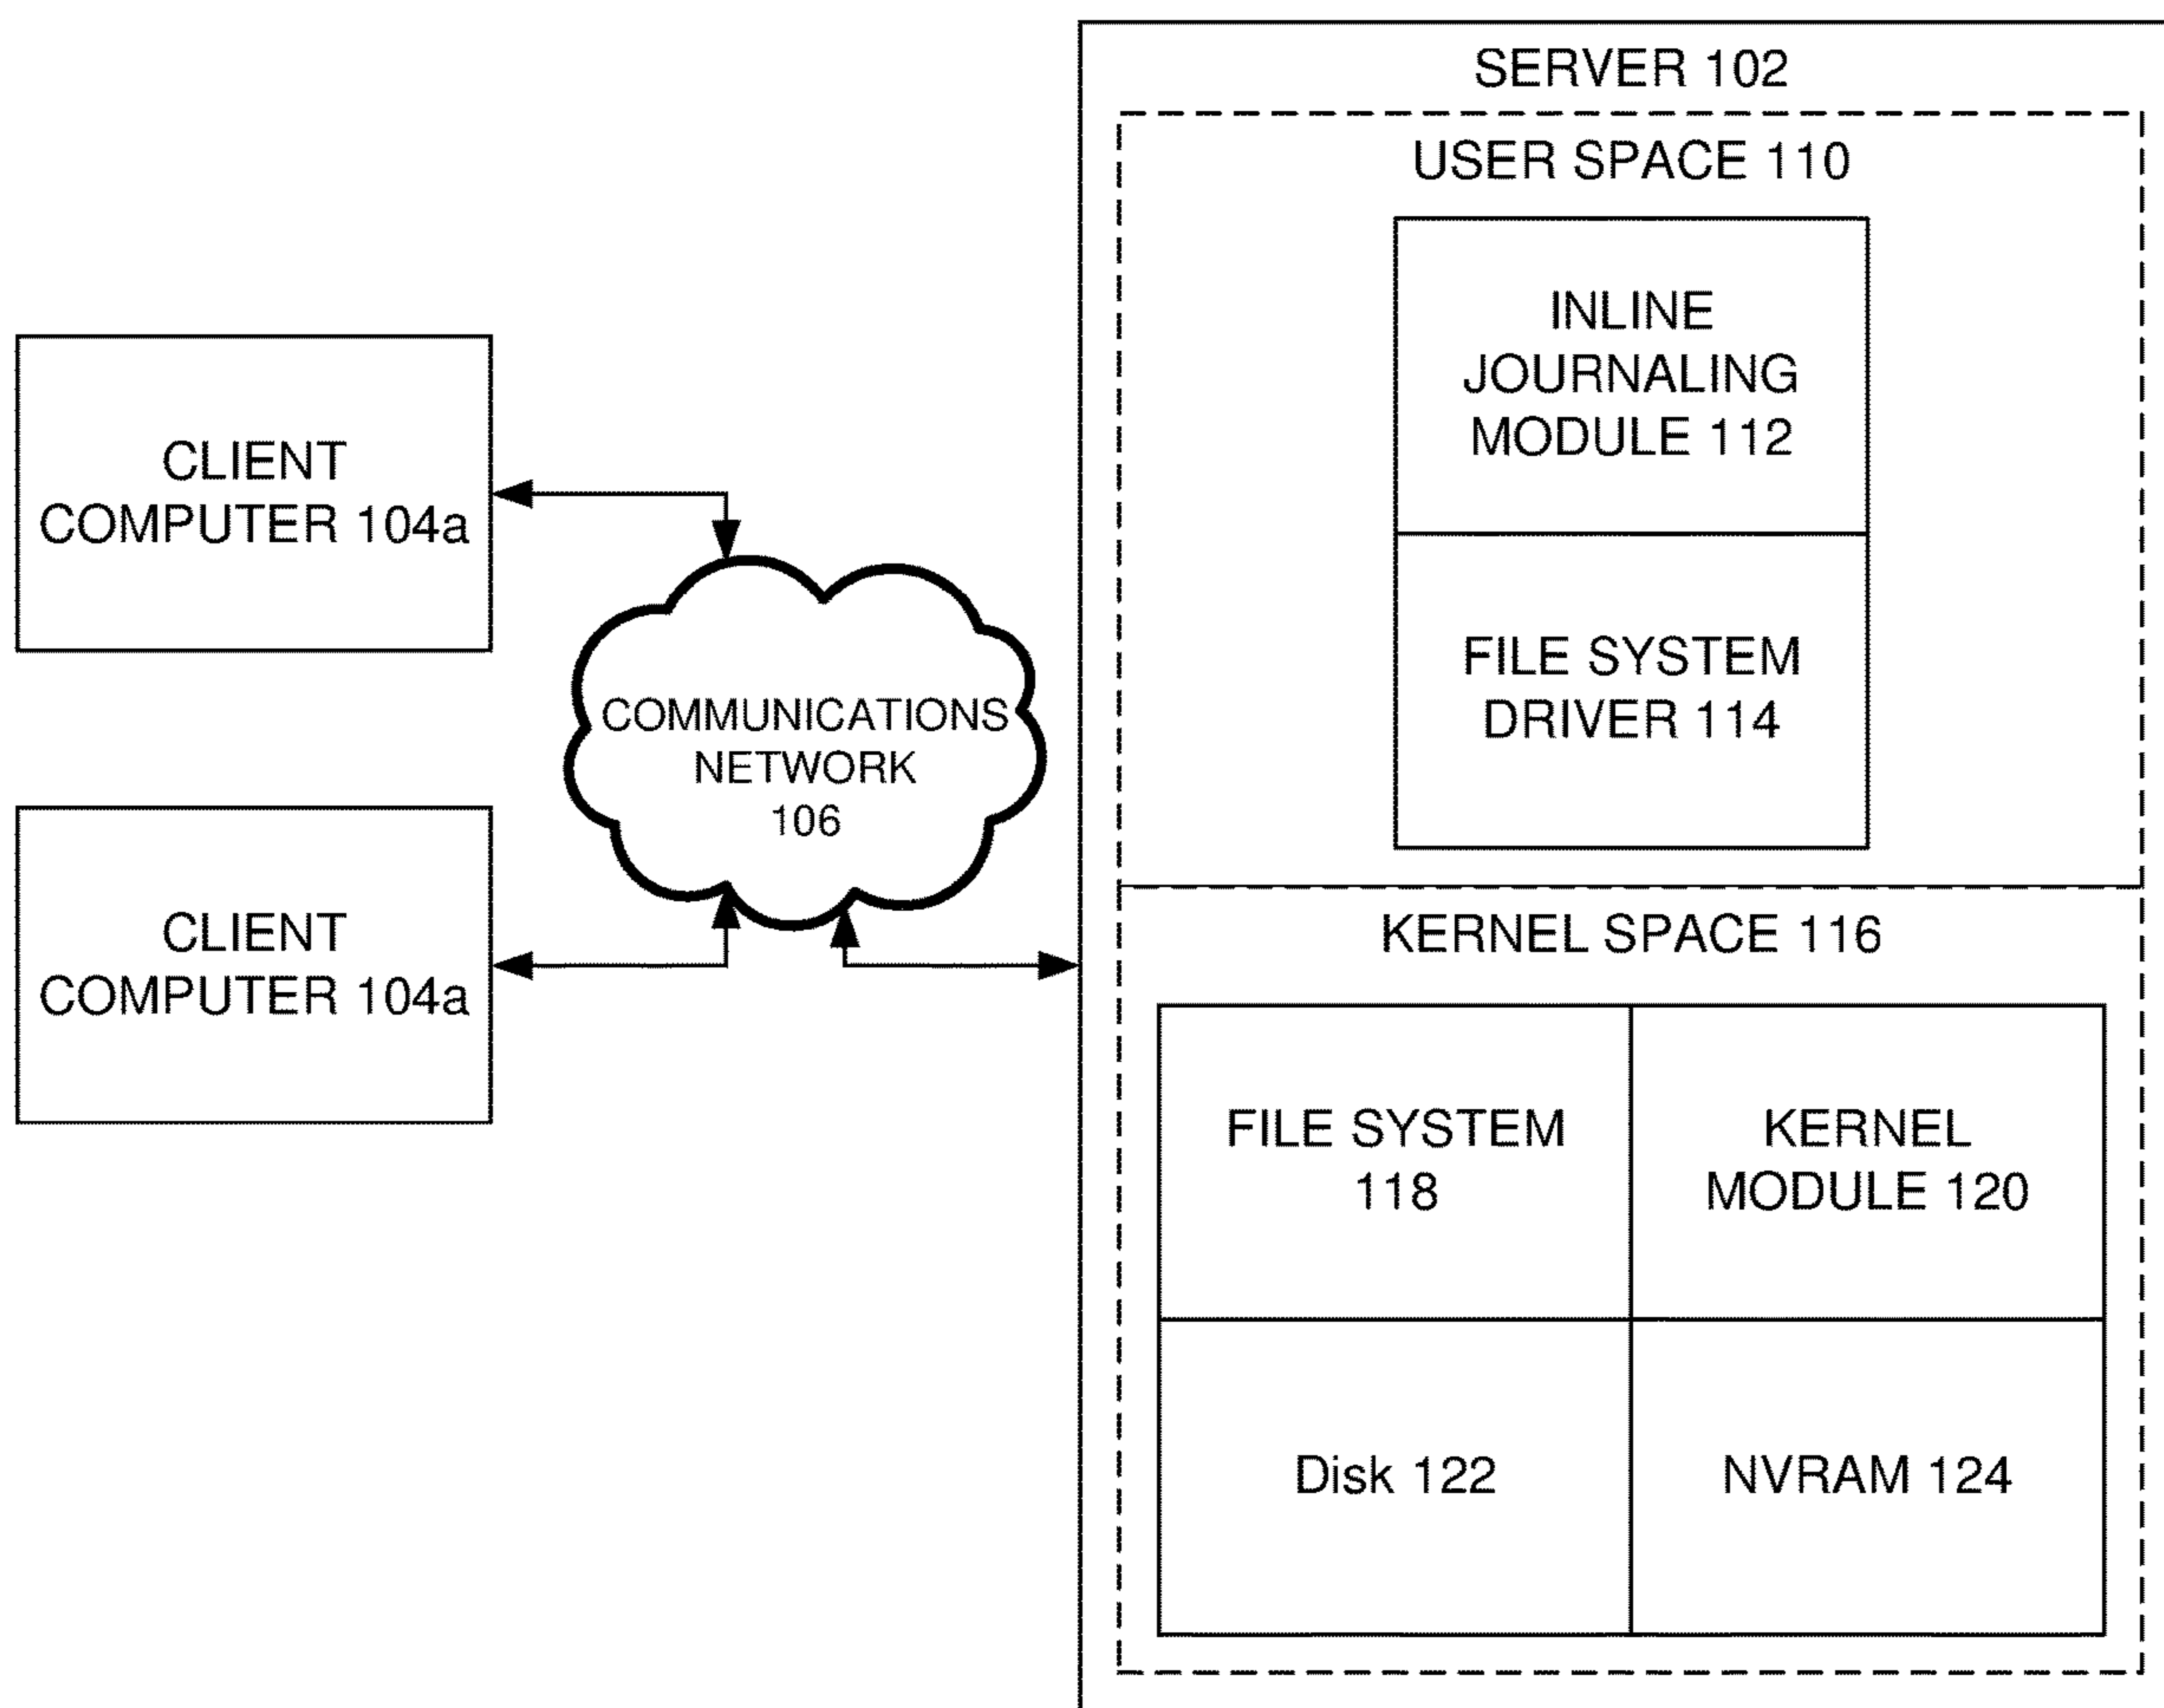 CLIENT
COMPUTER 104a
CLIENT
COMPUTER 104a
COMMUNICATIONS
NETWORK
106
SERVER 102
USER SPACE 110
INLINE
JOURNALING
MODULE 112
FILE SYSTEM
DRIVER 114
KERNEL SPACE 116
FILE SYSTEM
118
KERNEL
MODULE 120
Disk 122
NVRAM 124